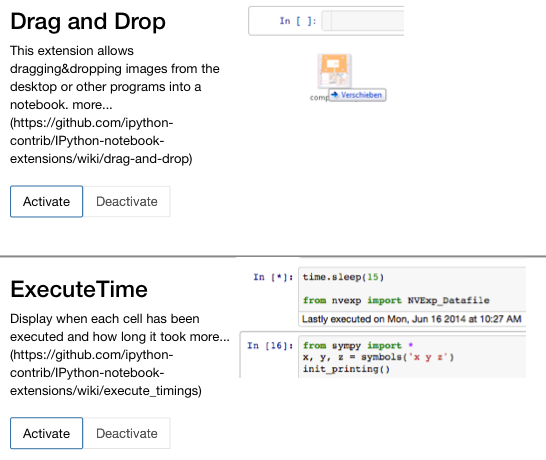 Drag and Drop
This extension allows
dragging&dropping images from the
desktop or other programs into a
notebook. more...
(https://github.com/ipython-
contrib/IPython-notebook-
extensions/wiki/drag-and-drop)
Activate Deactivate
In [ ]:
comp
Verschieben
ExecuteTime
Display when each cell has been
executed and how long it took more...
(https://github.com/ipython-
contrib/IPython-notebook-
extensions/wiki/execute_timings)
Activate Deactivate
In [*]: time.sleep(15)
from nvexp import NVExp_Datafile
Lastly executed on Mon, Jun 16 2014 at 10:27 AM
In [16]: from sympy import *
x, y, z = symbols('x y z')
init_printing()